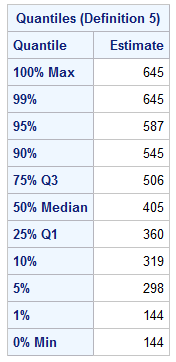 Quantiles (Definition 5)
Quantile Estimate
100% Max 645
99% 645
95% 587
90% 545
75% Q3 506
50% Median 405
25% Q1 360
10% 319
5% 298
1% 144
0% Min 144